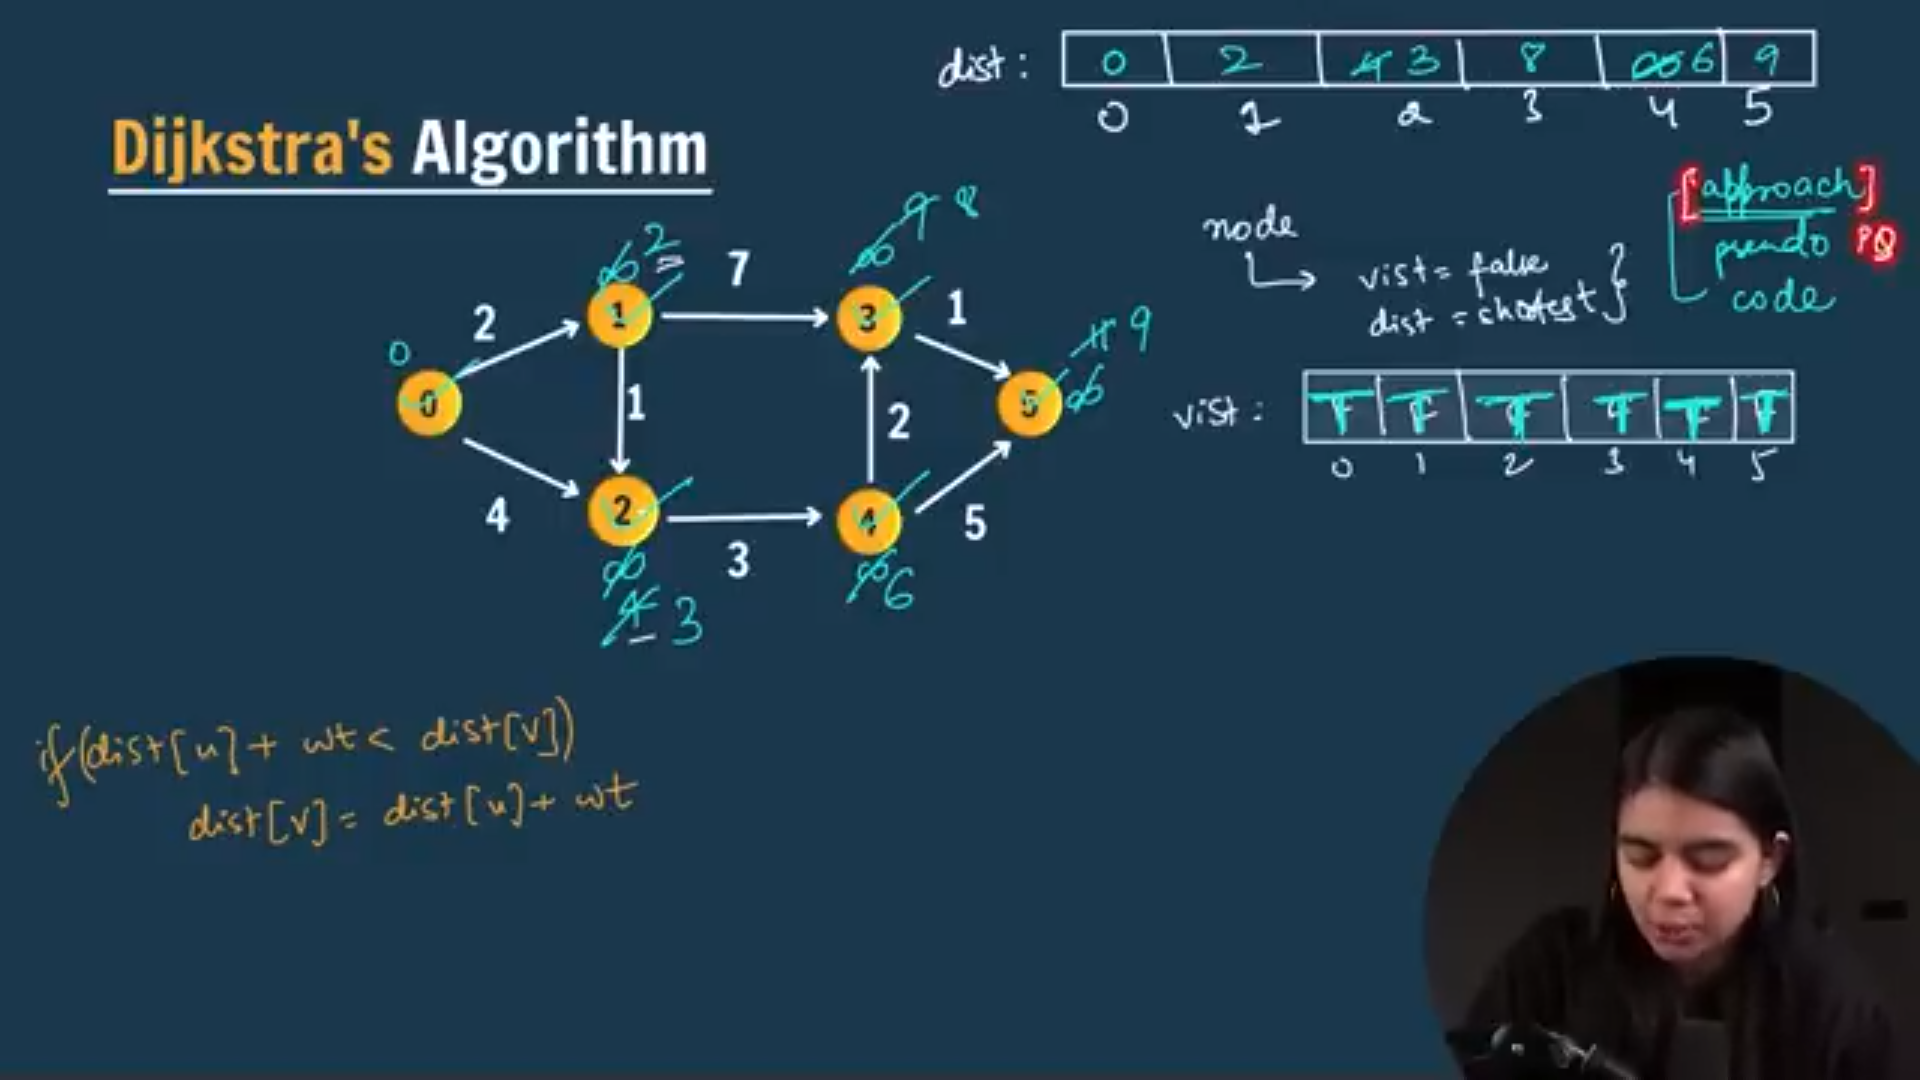 dist: 0 2 4 3 8 ∞ 6 9
0 1 2 3 4 5
Dijkstra's Algorithm
[approach]
pseudo PQ
code
node
vist = false
dist = shortest
vist: T T T T T T
0 1 2 3 4 5
∞ 2
7
∞ 9 8
2
1
3
1
0
0
1
2
5
11 9
∞
4
2
3
4
5
∞
4 3
∞ 6
if(dist[u] + wt < dist[v])
dist[v] = dist[u] + wt